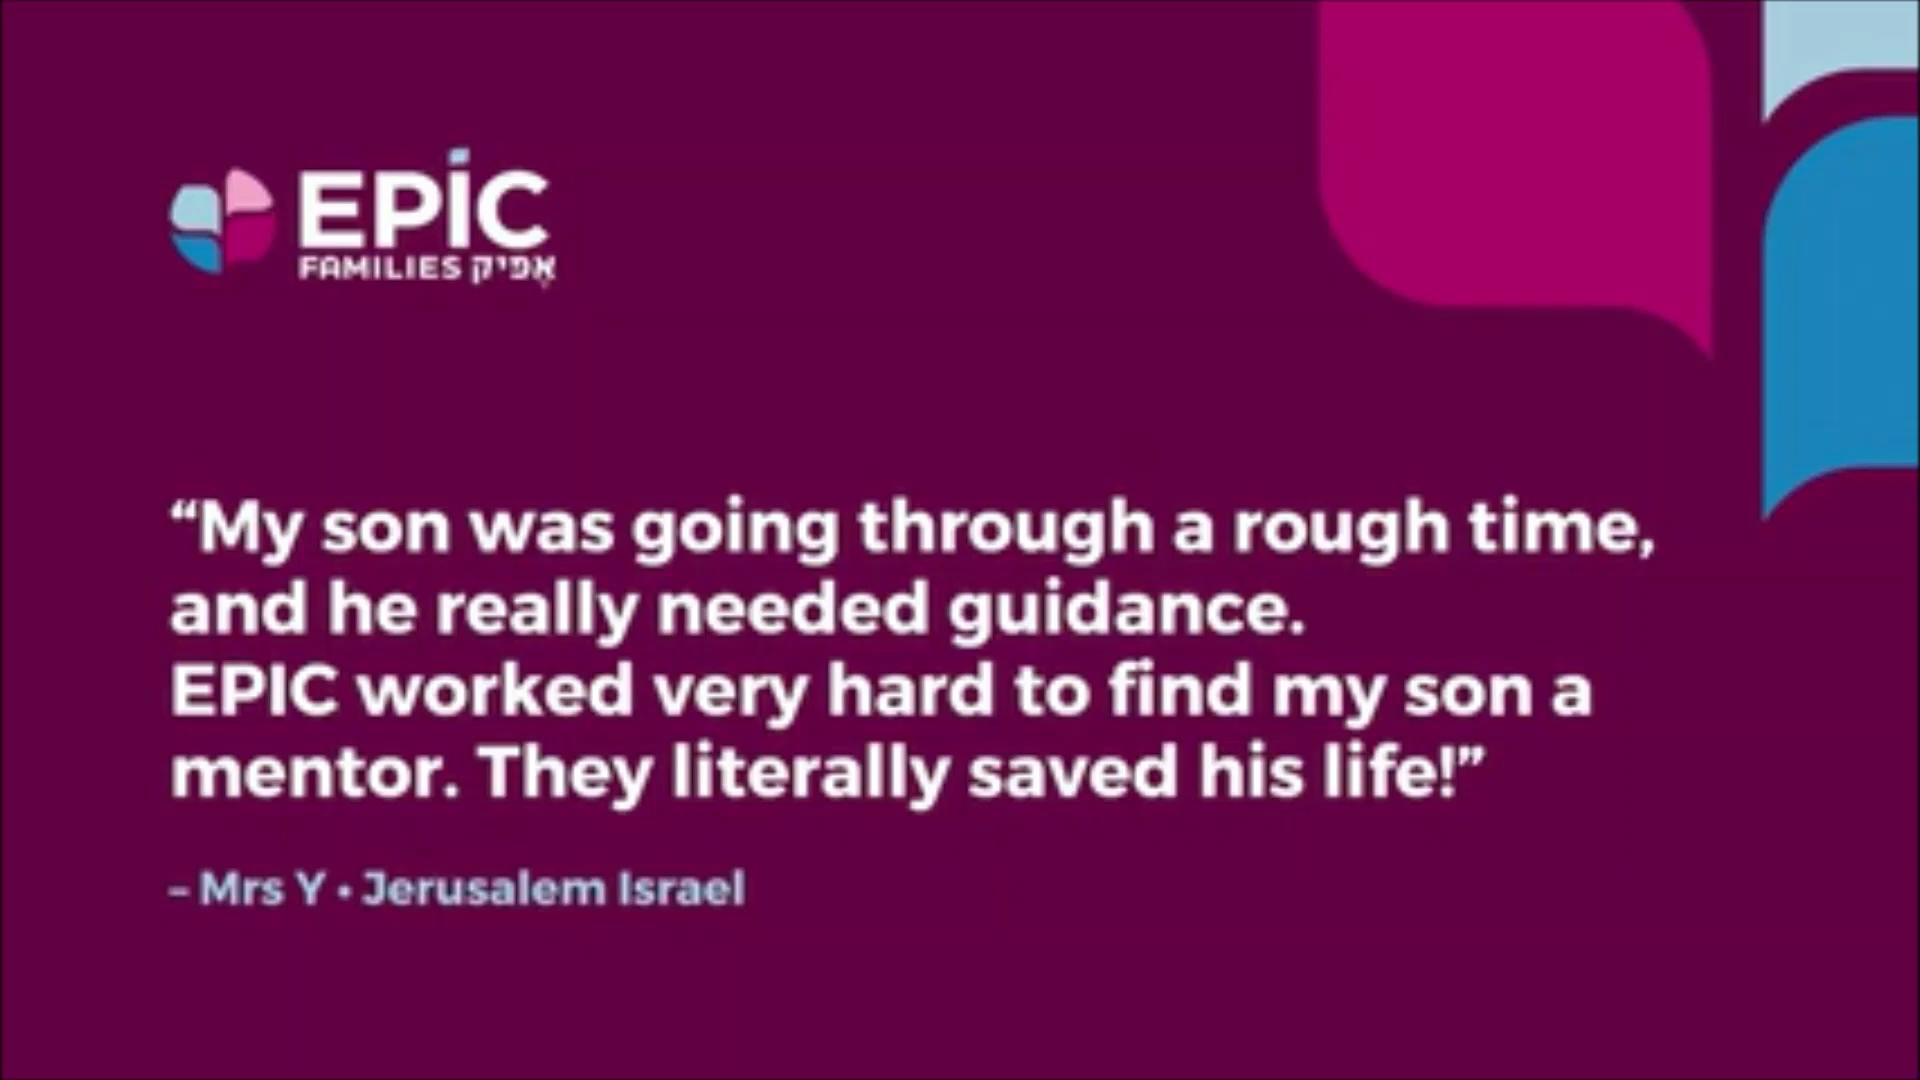 EPIC
FAMILIES אָפיק
“My son was going through a rough time,
and he really needed guidance.
EPIC worked very hard to find my son a
mentor. They literally saved his life!”
– Mrs Y • Jerusalem Israel